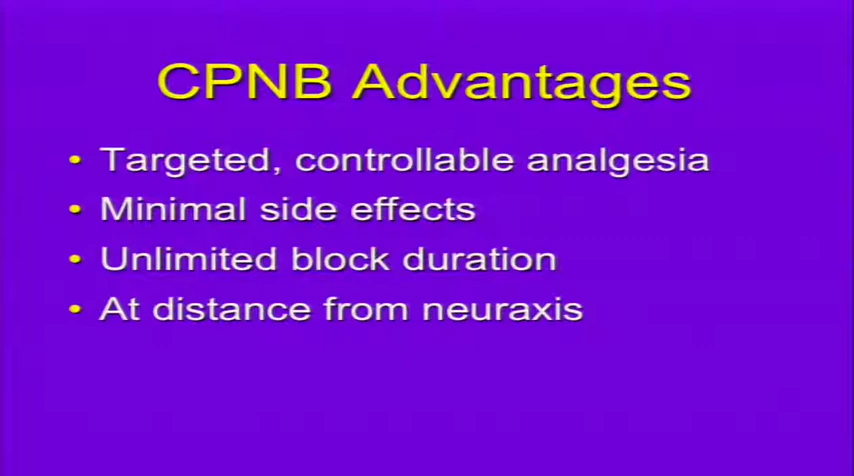 CPNB Advantages
• Targeted, controllable analgesia
• Minimal side effects
• Unlimited block duration
• At distance from neuraxis